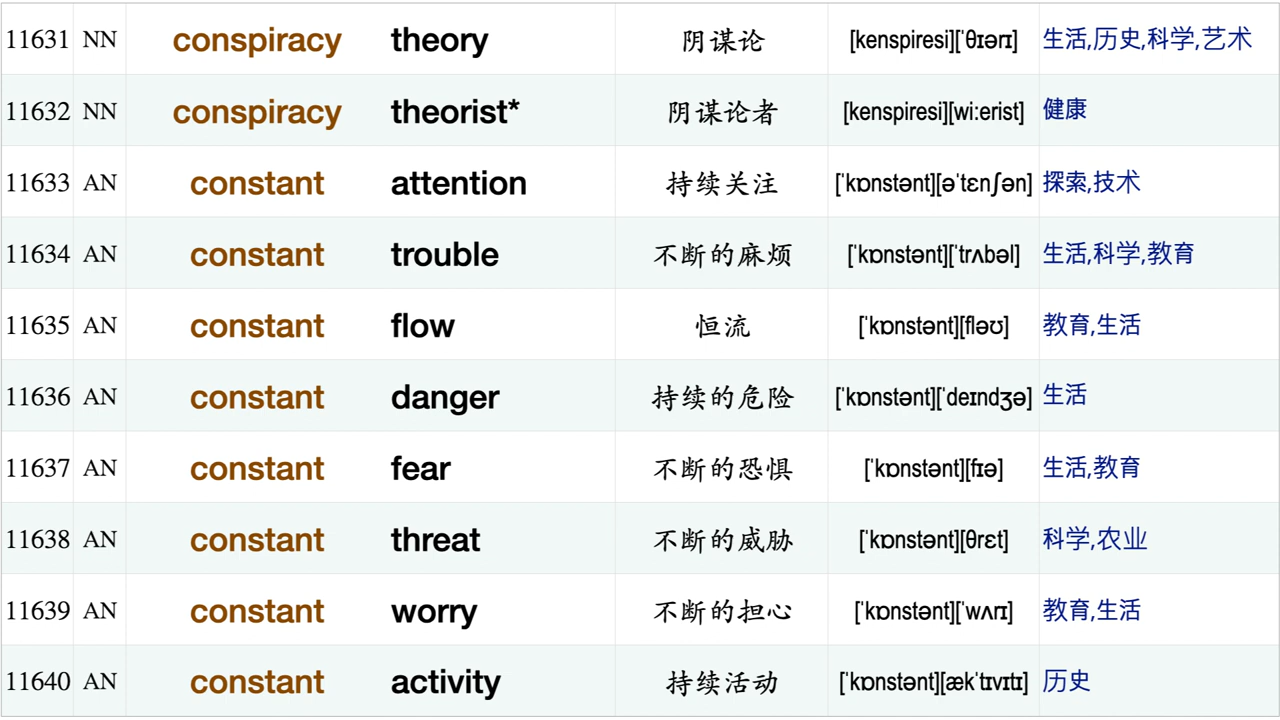 11631 NN conspiracy theory 阴谋论 [kenspiresi][ˈθɪərɪ] 生活,历史,科学,艺术
11632 NN conspiracy theorist* 阴谋论者 [kenspiresi][wi:erist] 健康
11633 AN constant attention 持续关注 [ˈkɒnstənt][əˈtɛnʃən] 探索,技术
11634 AN constant trouble 不断的麻烦 [ˈkɒnstənt][ˈtrʌbəl] 生活,科学,教育
11635 AN constant flow 恒流 [ˈkɒnstənt][fləʊ] 教育,生活
11636 AN constant danger 持续的危险 [ˈkɒnstənt][ˈdeɪndʒə] 生活
11637 AN constant fear 不断的恐惧 [ˈkɒnstənt][fɪə] 生活,教育
11638 AN constant threat 不断的威胁 [ˈkɒnstənt][θrɛt] 科学,农业
11639 AN constant worry 不断的担心 [ˈkɒnstənt][ˈwʌrɪ] 教育,生活
11640 AN constant activity 持续活动 [ˈkɒnstənt][ækˈtɪvɪtɪ] 历史